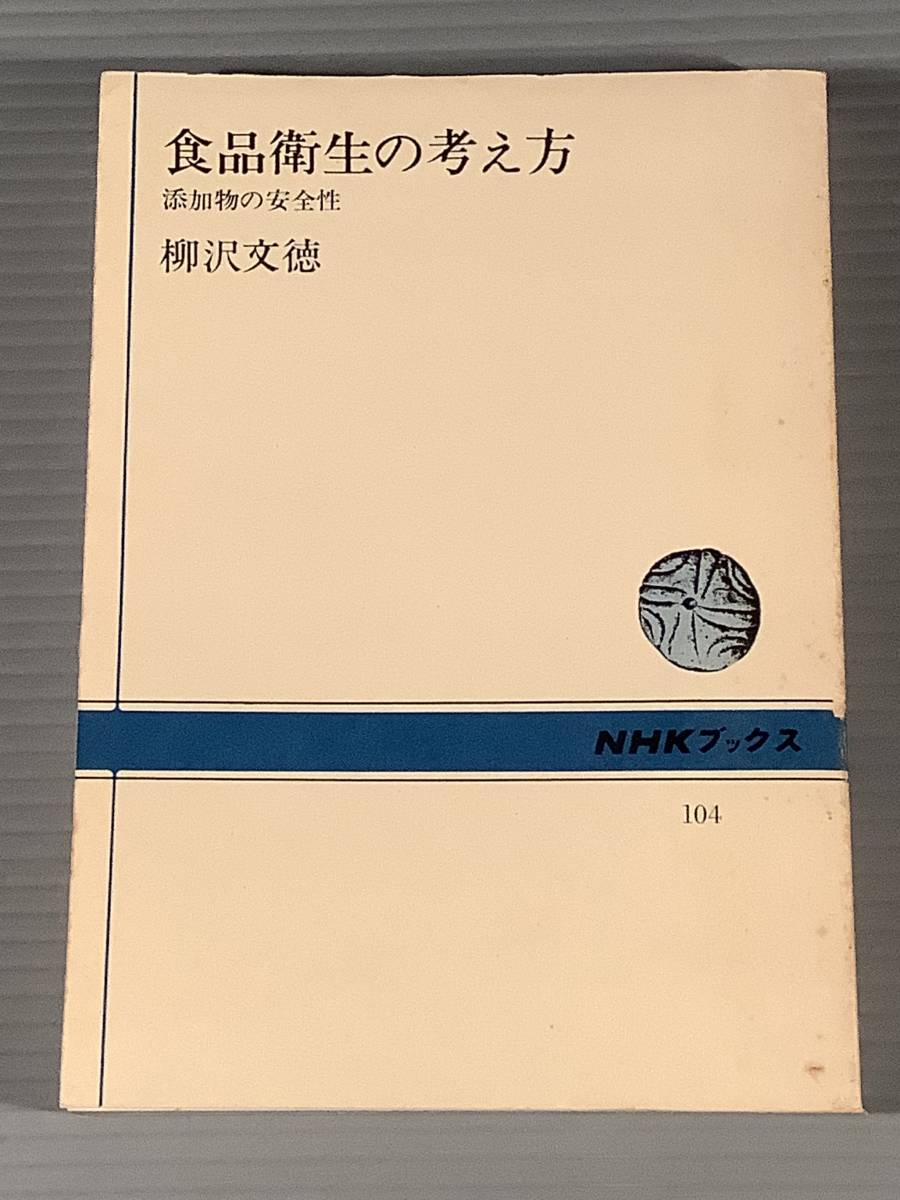 食品衛生の考え方
添加物の安全性
柳沢文徳
NHKブックス
104